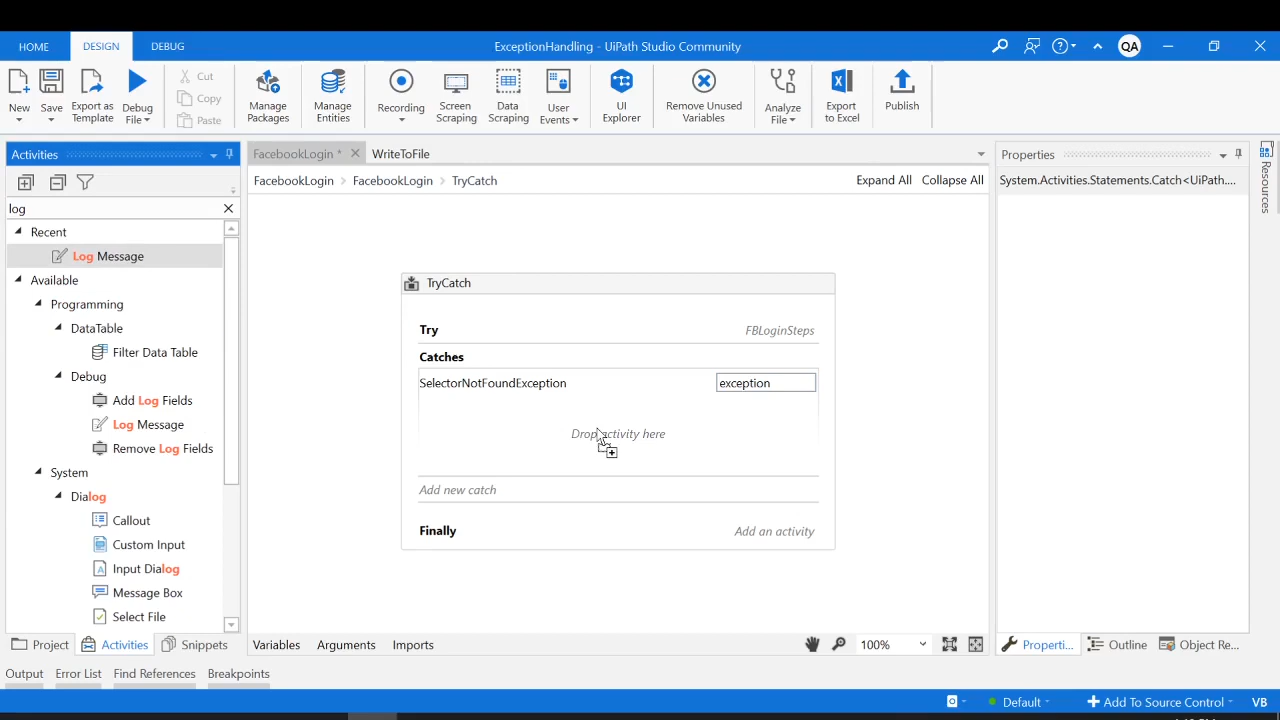 HOME
DESIGN
DEBUG
ExceptionHandling - UiPath Studio Community
QA
New
Save
Export as
Template
Debug
File
Cut
Copy
Paste
Manage
Packages
Manage
Entities
Recording
Screen
Scraping
Data
Scraping
User
Events
UI
Explorer
Remove Unused
Variables
Analyze
File
Export
to Excel
Publish
Activities
FacebookLogin *
WriteToFile
Properties
Resources
FacebookLogin > FacebookLogin > TryCatch
Expand All
Collapse All
System.Activities.Statements.Catch<UiPath....
log
Recent
Log Message
Available
Programming
DataTable
Filter Data Table
Debug
Add Log Fields
Log Message
Remove Log Fields
System
Dialog
Callout
Custom Input
Input Dialog
Message Box
Select File
TryCatch
Try
FBLoginSteps
Catches
SelectorNotFoundException
exception
Drop activity here
Add new catch
Finally
Add an activity
Project
Activities
Snippets
Variables
Arguments
Imports
100%
Properti...
Outline
Object Re...
Output
Error List
Find References
Breakpoints
Default
Add To Source Control
VB